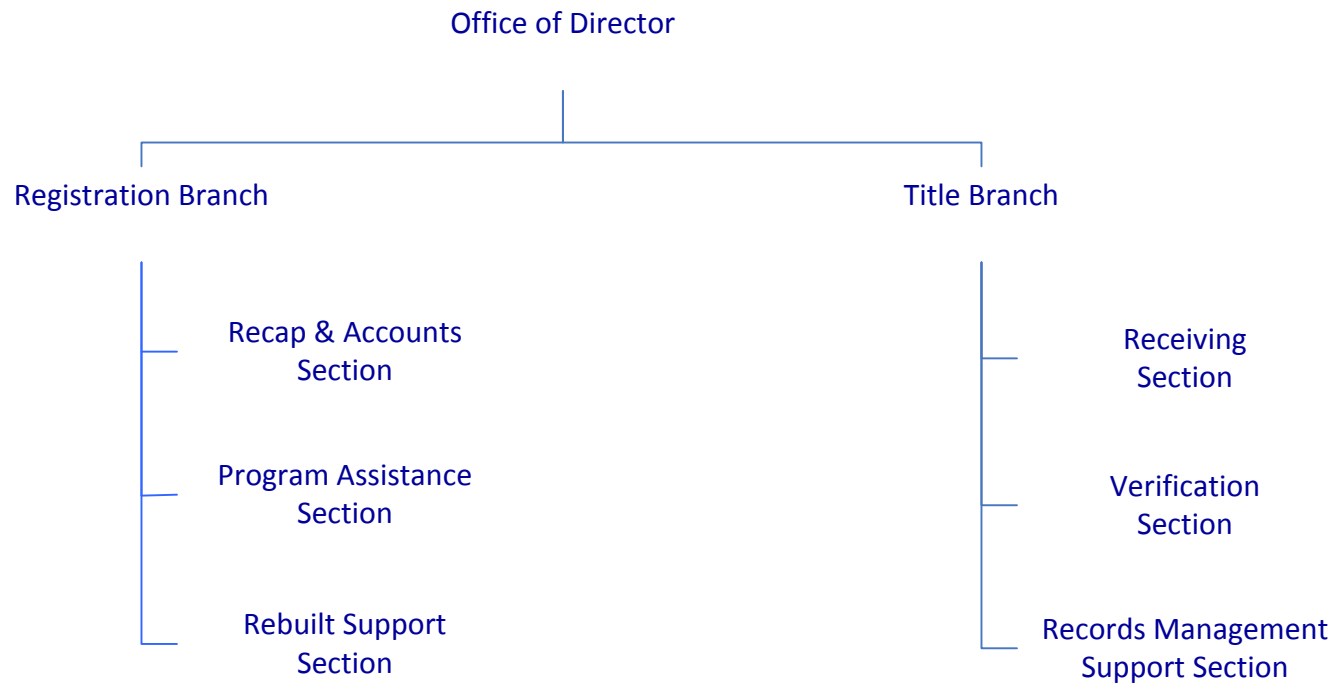 Office of Director
Registration Branch
Title Branch
Recap & Accounts
Section
Receiving
Section
Program Assistance
Section
Verification
Section
Rebuilt Support
Section
Records Management
Support Section